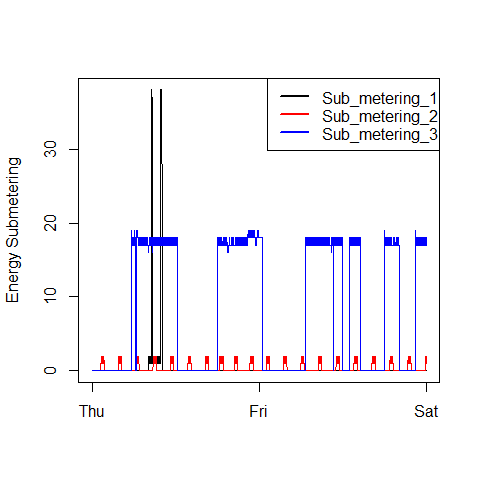 Sub_metering_1
Sub_metering_2
Sub_metering_3
Energy Submetering
30
20
10
0
Thu
Fri
Sat